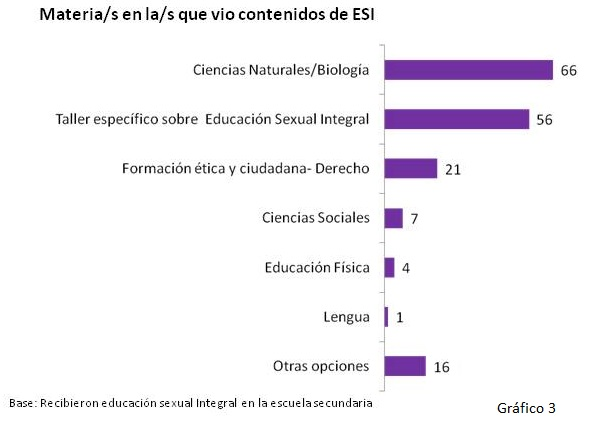 Materia/s en la/s que vio contenidos de ESI
Ciencias Naturales/Biología 66
Taller específico sobre Educación Sexual Integral 56
Formación ética y ciudadana- Derecho 21
Ciencias Sociales 7
Educación Física 4
Lengua 1
Otras opciones 16
Base: Recibieron educación sexual Integral en la escuela secundaria
Gráfico 3